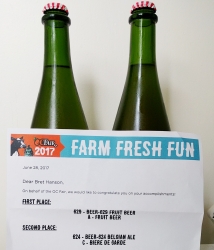 OC Fair
2017
FARM FRESH FUN
June 28, 2017
Dear Bret Hanson,
On behalf of the OC Fair, we would like to congratulate you on your accomplishments!
FIRST PLACE:
629 - BEER-629 FRUIT BEER
A - FRUIT BEER
SECOND PLACE:
624 - BEER-624 BELGIAN ALE
C - BIERE DE GARDE